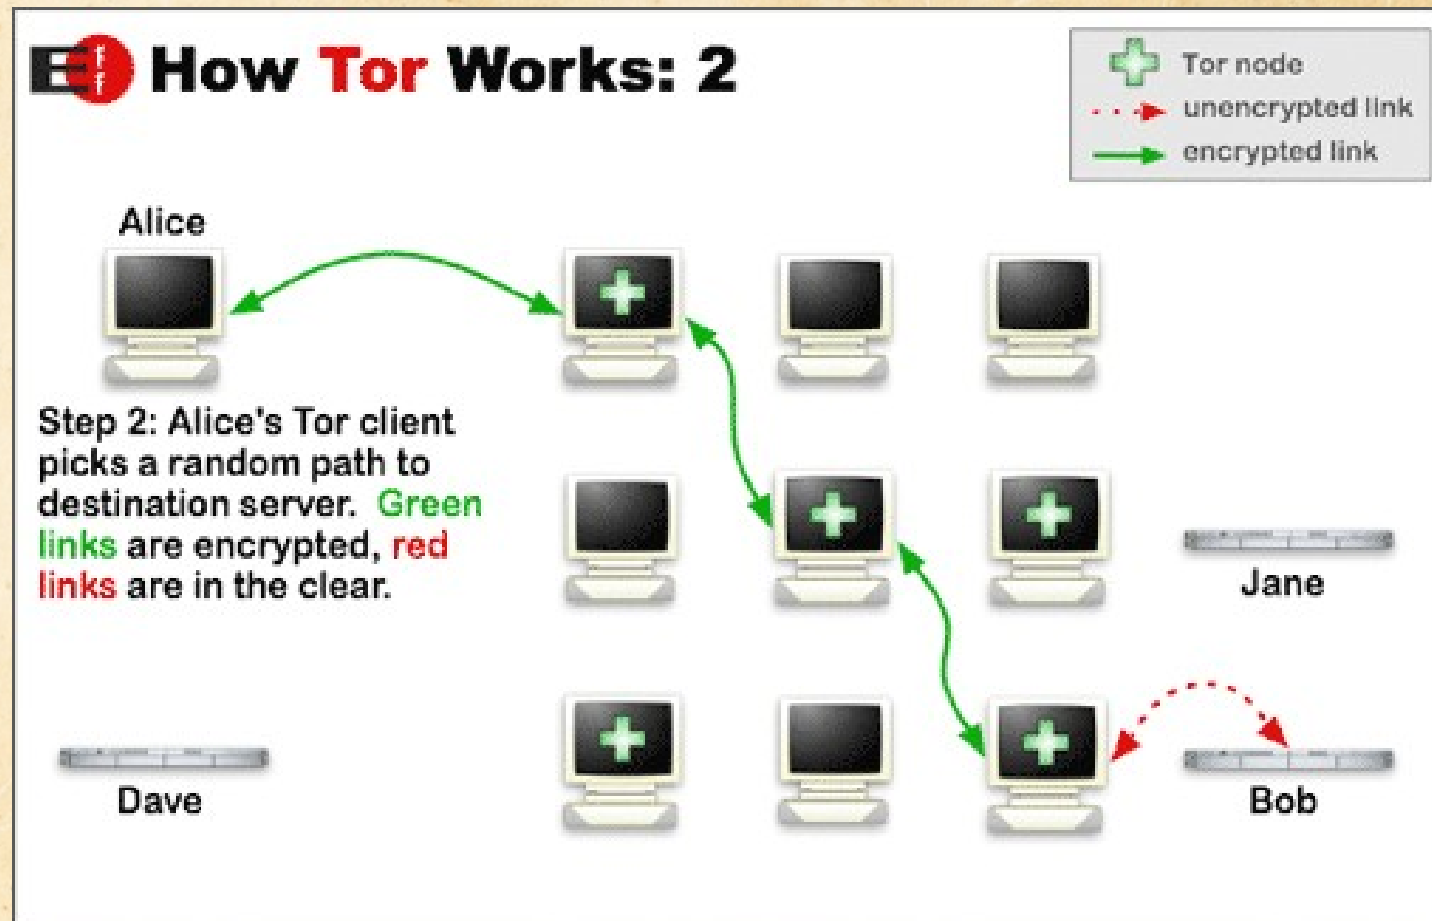 EFF How Tor Works: 2
Tor node
unencrypted link
encrypted link
Alice
Step 2: Alice's Tor client
picks a random path to
destination server. Green
links are encrypted, red
links are in the clear.
Jane
Dave
Bob